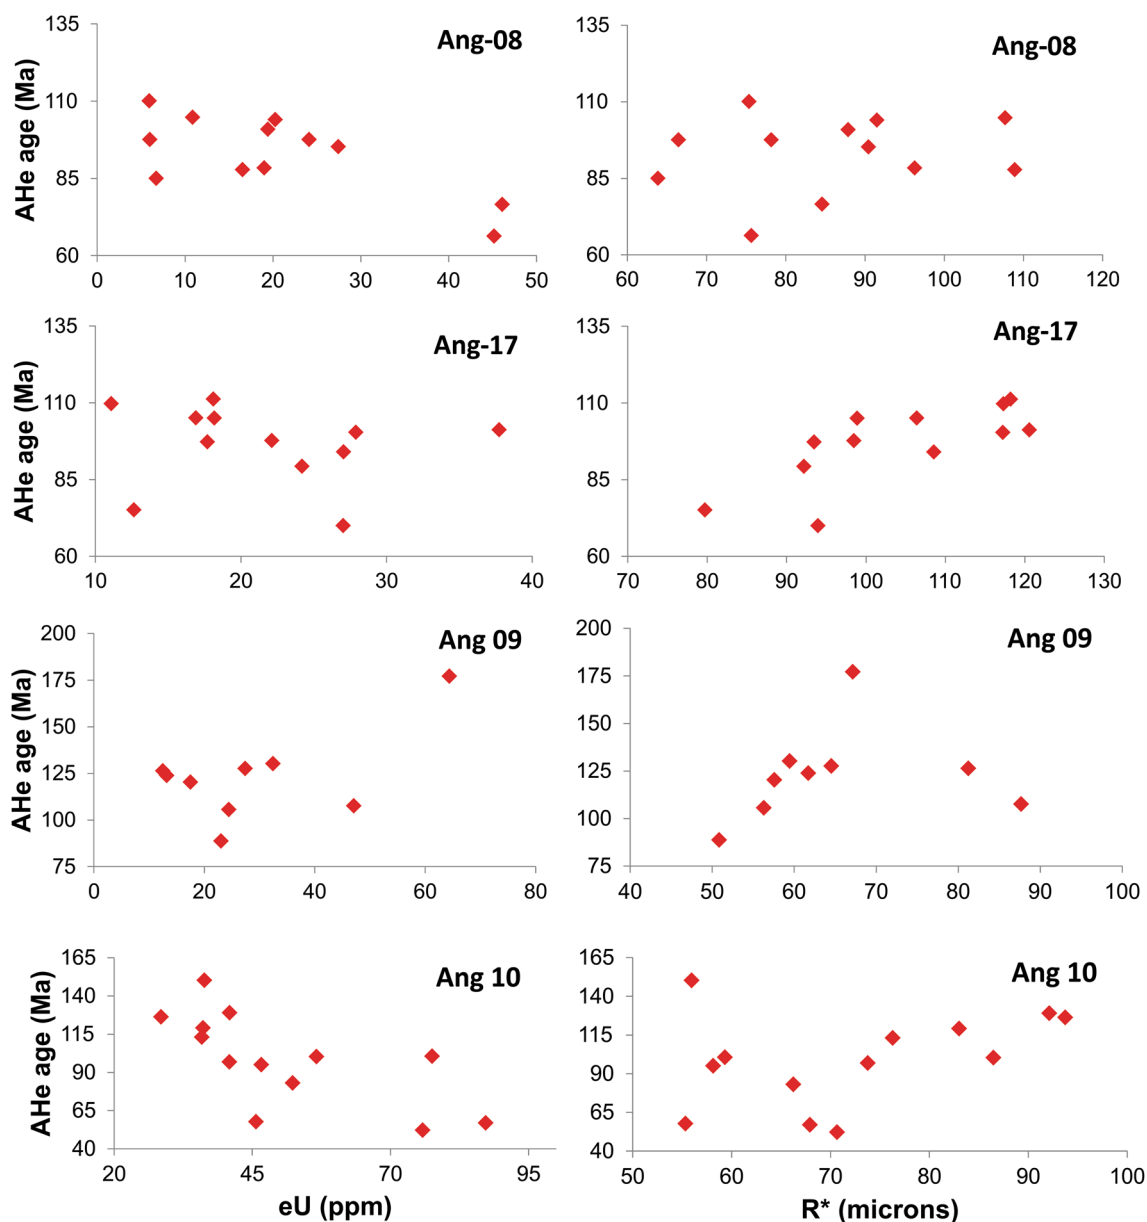 Ang-08
AHe age (Ma)
135
110
85
60
0 10 20 30 40 50
Ang-08
135
110
85
60
60 70 80 90 100 110 120
Ang-17
AHe age (Ma)
135
110
85
60
10 20 30 40
Ang-17
135
110
85
60
70 80 90 100 110 120 130
Ang 09
AHe age (Ma)
200
175
150
125
100
75
0 20 40 60 80
Ang 09
200
175
150
125
100
75
40 50 60 70 80 90 100
Ang 10
AHe age (Ma)
165
140
115
90
65
40
20 45 70 95
eU (ppm)
Ang 10
165
140
115
90
65
40
50 60 70 80 90 100
R* (microns)